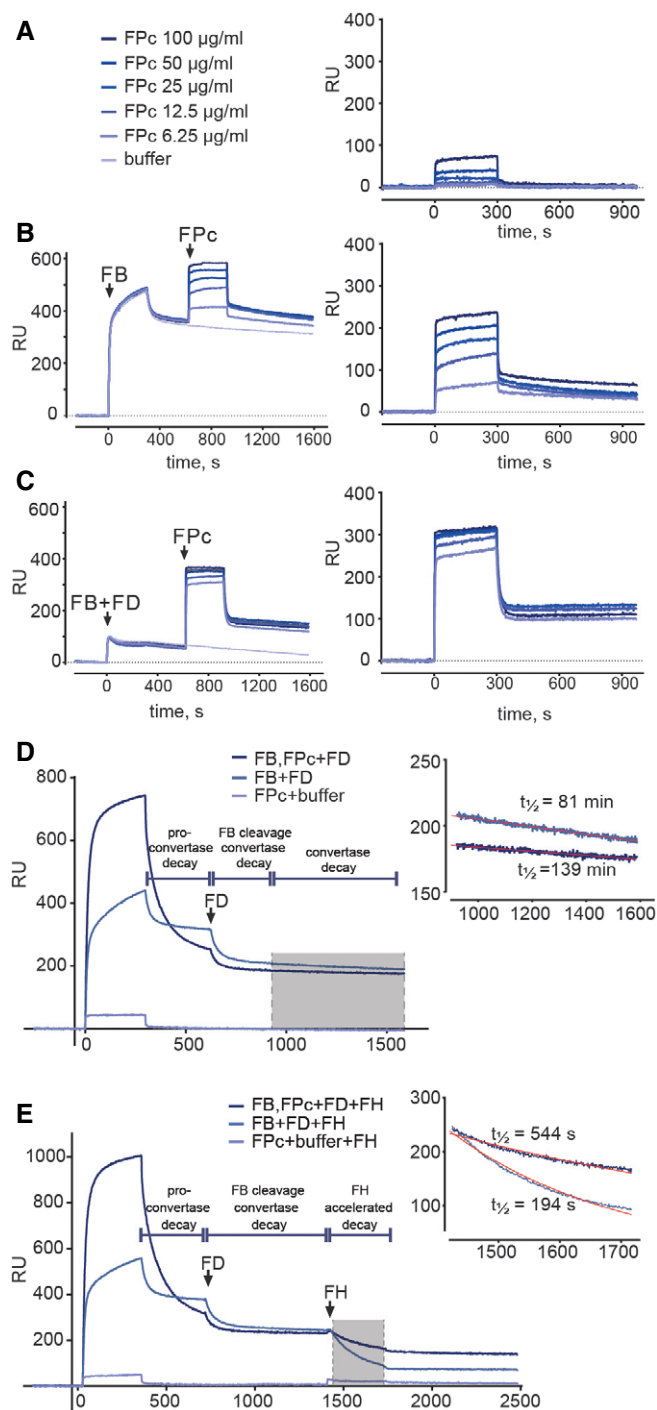 A
FPc 100 µg/ml
FPc 50 µg/ml
FPc 25 µg/ml
FPc 12.5 µg/ml
FPc 6.25 µg/ml
buffer
RU
400
300
200
100
0
0 300 600 900
time, s
B
FB
FPc
RU
600
400
200
0
0 400 800 1200 1600
time, s
RU
400
300
200
100
0
0 300 600 900
time, s
C
FB+FD
FPc
RU
600
400
200
0
0 400 800 1200 1600
time, s
RU
400
300
200
100
0
0 300 600 900
time, s
D
FB,FPc+FD
FB+FD
FPc+buffer
RU
800
600
400
200
0 500 1000 1500
pro-
convertase
decay
FB cleavage
convertase
decay
convertase
decay
FD
250
200
150
1000 1200 1400 1600
t½ = 81 min
t½ =139 min
E
FB,FPc+FD+FH
FB+FD+FH
FPc+buffer+FH
RU
1000
800
600
400
200
0 500 1000 1500 2000 2500
pro-
convertase
decay
FB cleavage
convertase
decay
FH
accelerated
decay
FD
FH
300
200
100
1500 1600 1700
t½ = 544 s
t½ = 194 s